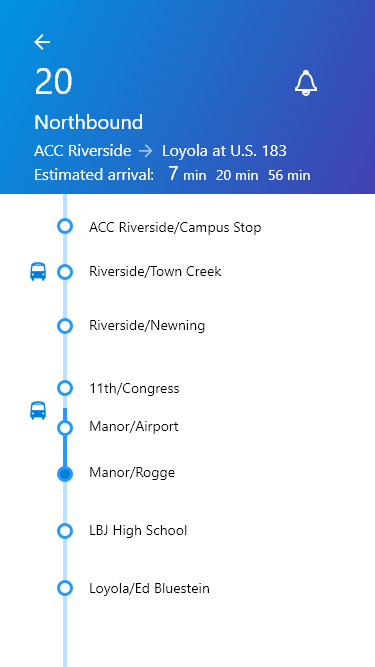 20
Northbound
ACC Riverside → Loyola at U.S. 183
Estimated arrival: 7 min 20 min 56 min
ACC Riverside/Campus Stop
Riverside/Town Creek
Riverside/Newning
11th/Congress
Manor/Airport
Manor/Rogge
LBJ High School
Loyola/Ed Bluestein